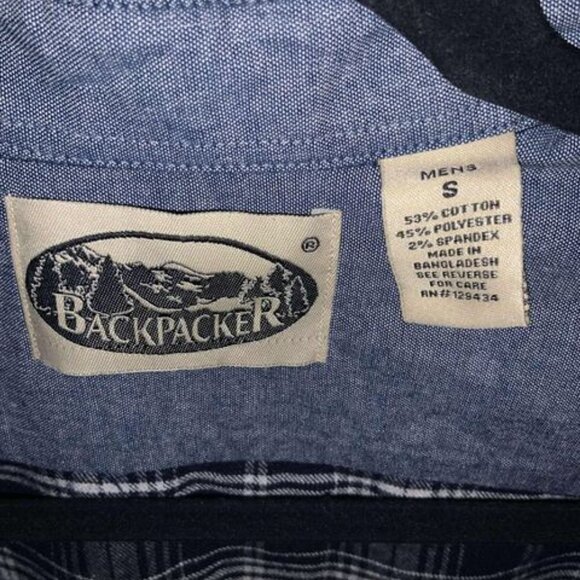 BACKPACKER
®
MENS
S
53% COTTON
45% POLYESTER
2% SPANDEX
MADE IN
BANGLADESH
SEE REVERSE
FOR CARE
RN# 129434